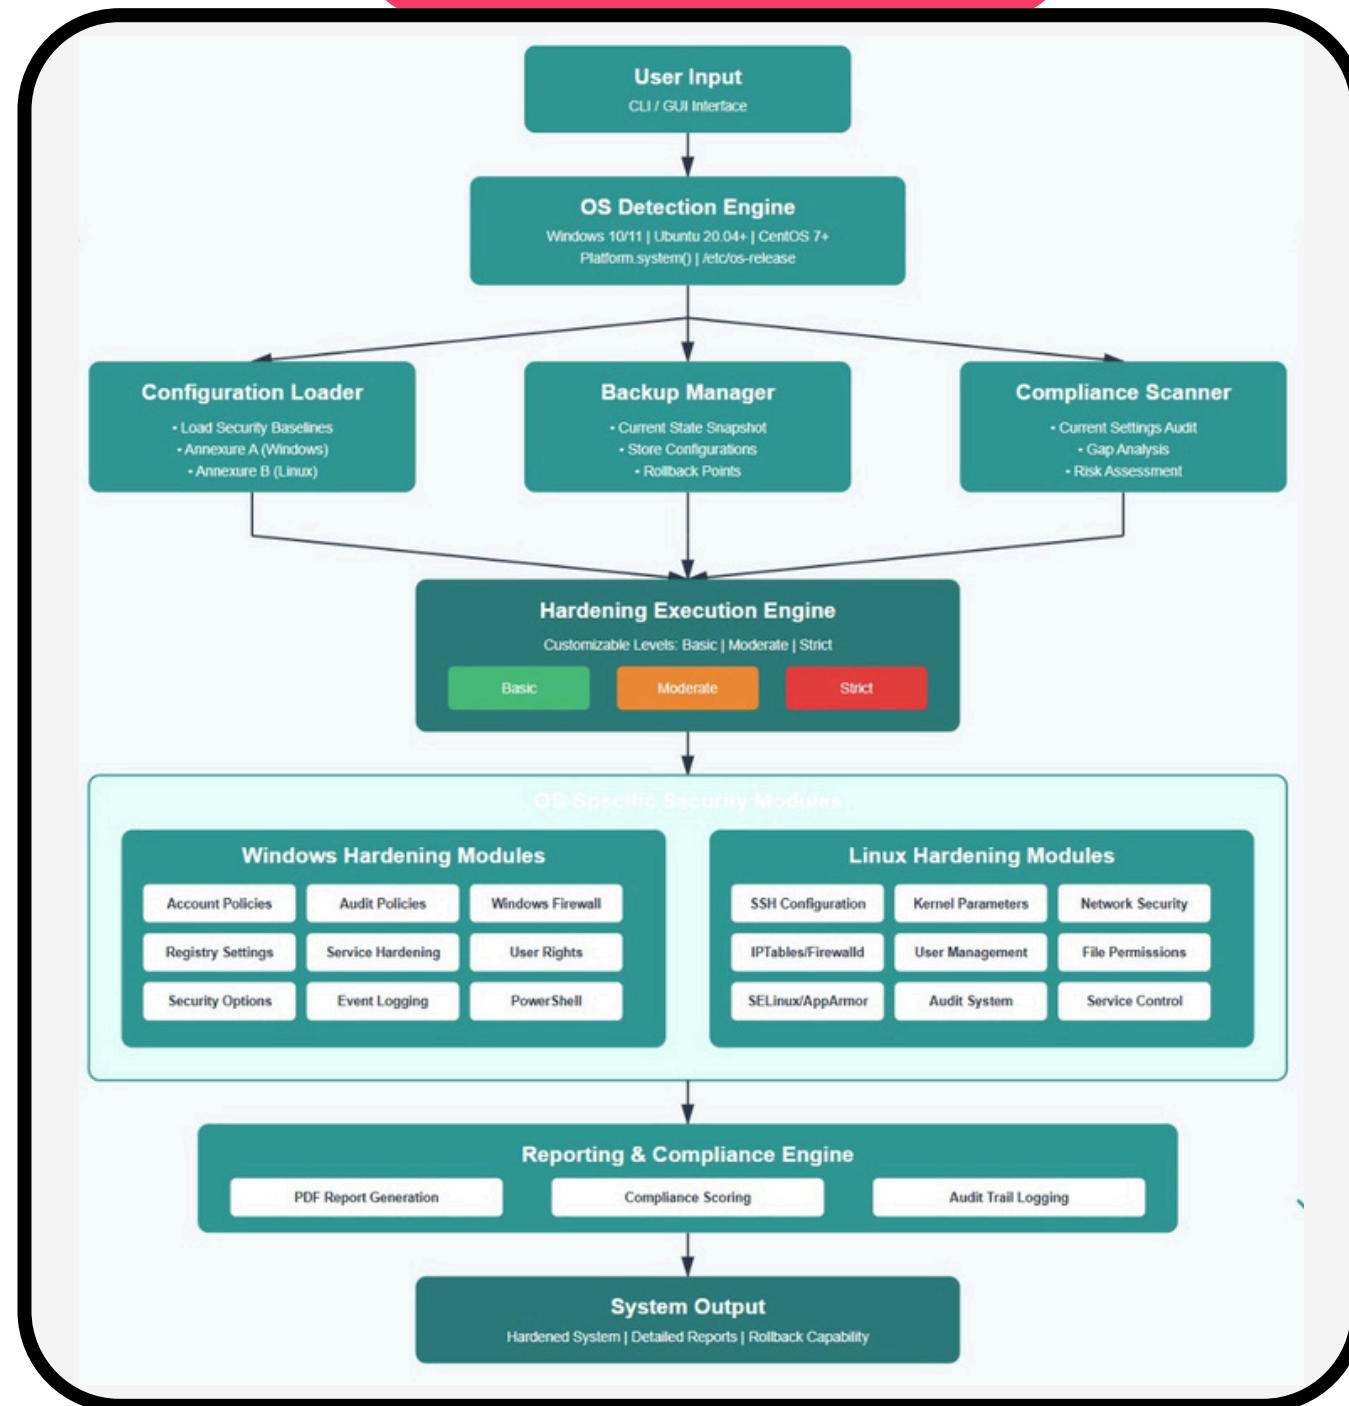 User Input
CLI / GUI Interface
OS Detection Engine
Windows 10/11 | Ubuntu 20.04+ | CentOS 7+
Platform.system() | /etc/os-release
Configuration Loader
• Load Security Baselines
• Annexure A (Windows)
• Annexure B (Linux)
Backup Manager
• Current State Snapshot
• Store Configurations
• Rollback Points
Compliance Scanner
• Current Settings Audit
• Gap Analysis
• Risk Assessment
Hardening Execution Engine
Customizable Levels: Basic | Moderate | Strict
Basic
Moderate
Strict
OS-Specific Security Modules
Windows Hardening Modules
Account Policies
Audit Policies
Windows Firewall
Registry Settings
Service Hardening
User Rights
Security Options
Event Logging
PowerShell
Linux Hardening Modules
SSH Configuration
Kernel Parameters
Network Security
IPTables/Firewalld
User Management
File Permissions
SELinux/AppArmor
Audit System
Service Control
Reporting & Compliance Engine
PDF Report Generation
Compliance Scoring
Audit Trail Logging
System Output
Hardened System | Detailed Reports | Rollback Capability